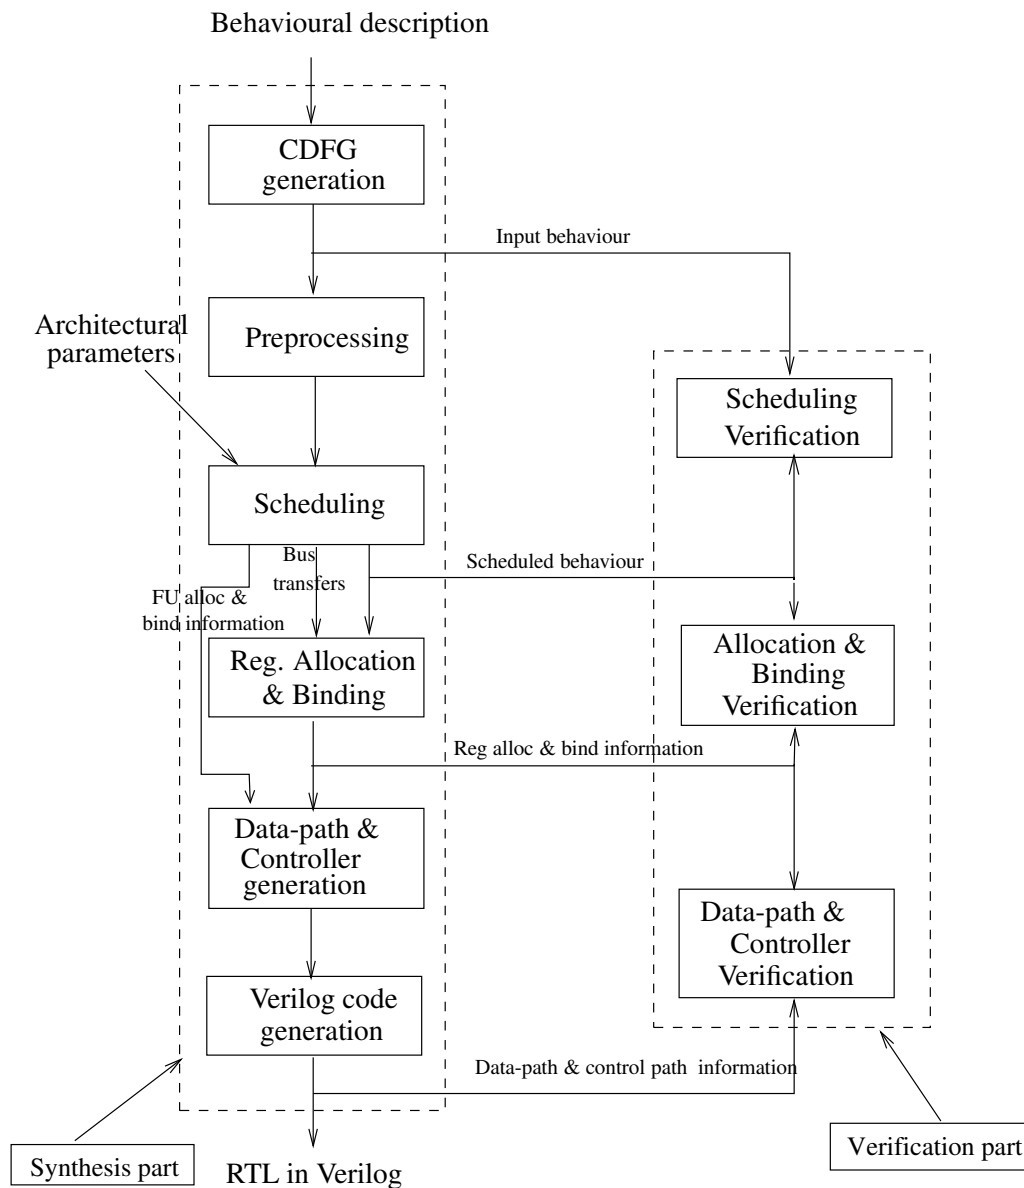 Behavioural description
CDFG
generation
Input behaviour
Architectural
parameters
Preprocessing
Scheduling
Verification
Scheduling
Bus
transfers
Scheduled behaviour
FU alloc &
bind information
Reg. Allocation
& Binding
Allocation &
Binding
Verification
Reg alloc & bind information
Data-path &
Controller
generation
Data-path &
Controller
Verification
Verilog code
generation
Data-path & control path information
Synthesis part
RTL in Verilog
Verification part